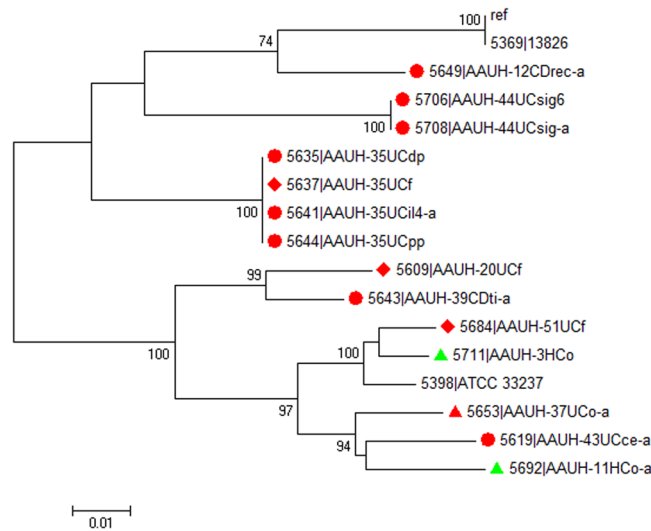 ref
100
5369|13826
74
5649|AAUH-12CDrec-a
5706|AAUH-44UCsig6
100
5708|AAUH-44UCsig-a
5635|AAUH-35UCdp
5637|AAUH-35UCf
100
5641|AAUH-35UCil4-a
5644|AAUH-35UCpp
5609|AAUH-20UCf
99
5643|AAUH-39CDti-a
5684|AAUH-51UCf
100
100
5711|AAUH-3HCo
5398|ATCC 33237
97
5653|AAUH-37UCo-a
94
5619|AAUH-43UCce-a
5692|AAUH-11HCo-a
0.01